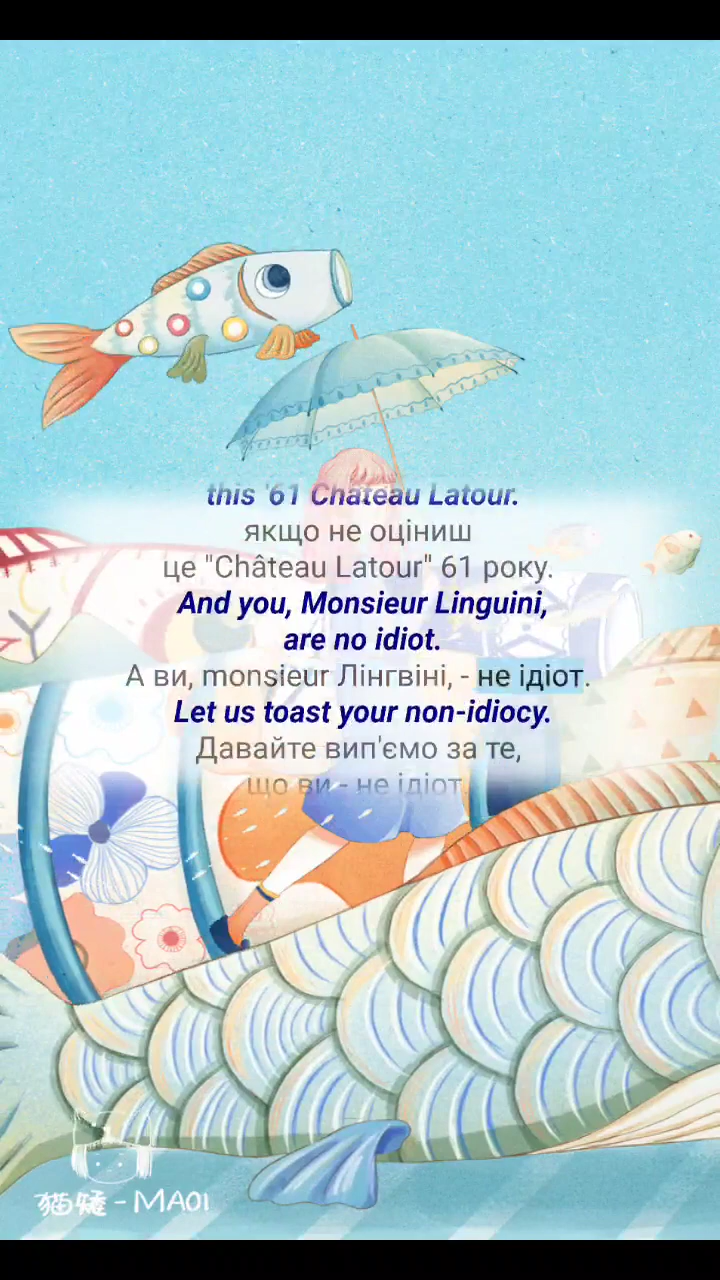 this '61 Château Latour.
якщо не оціниш
це "Château Latour" 61 року.
And you, Monsieur Linguini,
are no idiot.
А ви, monsieur Лінгвіні, - не ідіот.
Let us toast your non-idiocy.
Давайте вип'ємо за те,
що ви - не ідіот.
猫矮-MAOI